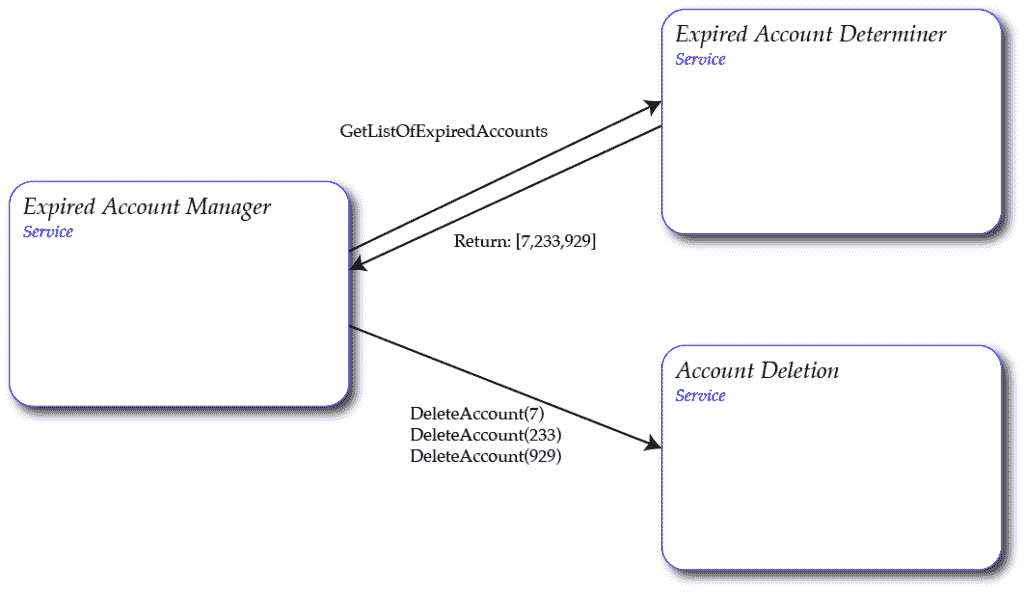 Expired Account Determiner
Service
GetListOfExpiredAccounts
Expired Account Manager
Service
Return: [7,233,929]
Account Deletion
Service
DeleteAccount(7)
DeleteAccount(233)
DeleteAccount(929)